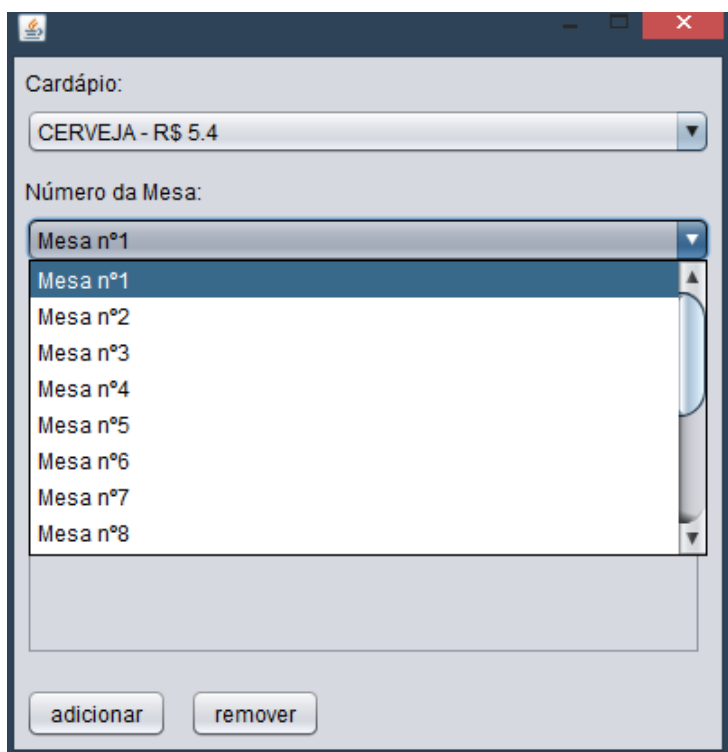 Cardápio:
CERVEJA - R$ 5.4
Número da Mesa:
Mesa nº1
Mesa nº1
Mesa nº2
Mesa nº3
Mesa nº4
Mesa nº5
Mesa nº6
Mesa nº7
Mesa nº8
adicionar remover